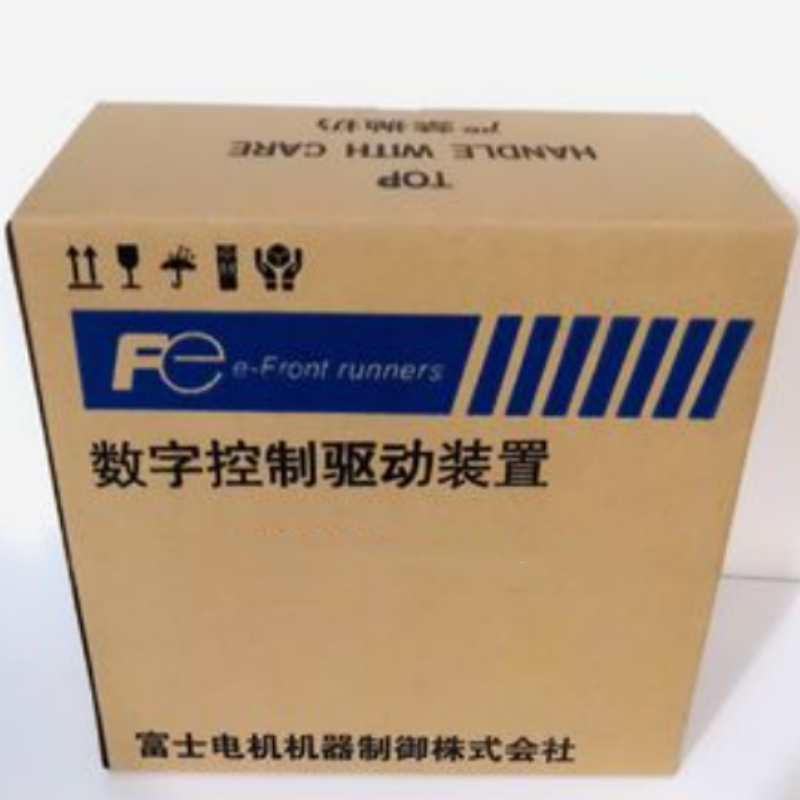 TOP
HANDLE WITH CARE
Fe e-Front runners
数字控制驱动装置
富士电机机器制御株式会社